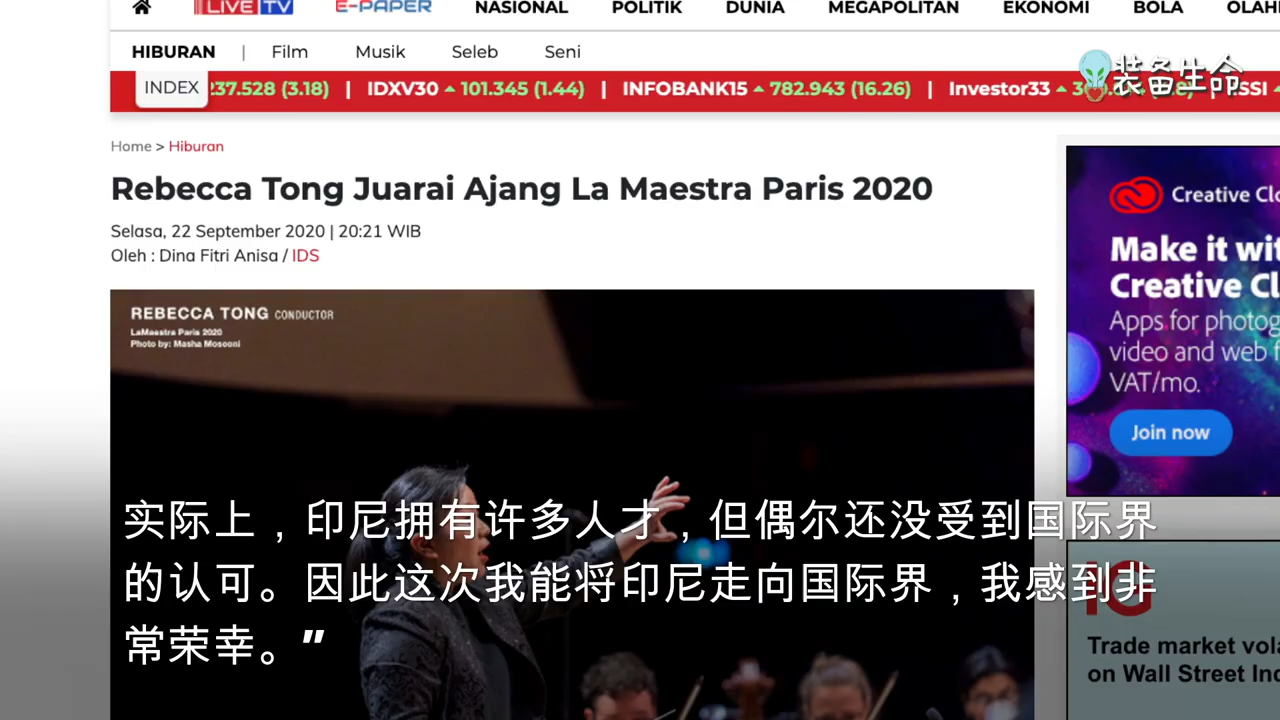 LIVE TV E-PAPER NASIONAL POLITIK DUNIA MEGAPOLITAN EKONOMI BOLA
HIBURAN | Film Musik Seleb Seni
装备生命
INDEX 237.528 (3.18) | IDXV30 101.345 (1.44) | INFOBANK15 782.943 (16.26) | Investor33
Home > Hiburan
Rebecca Tong Juarai Ajang La Maestra Paris 2020
Selasa, 22 September 2020 | 20:21 WIB
Oleh : Dina Fitri Anisa / IDS
REBECCA TONG CONDUCTOR
LaMaestra Paris 2020
Photo by: Masha Mosconi
Creative
Make it
Creative
Apps for
video and web
VAT/mo.
Join now
实际上，印尼拥有许多人才，但偶尔还没受到国际界
的认可。因此这次我能将印尼走向国际界，我感到非
常荣幸。”
IG
Trade market
on Wall Street